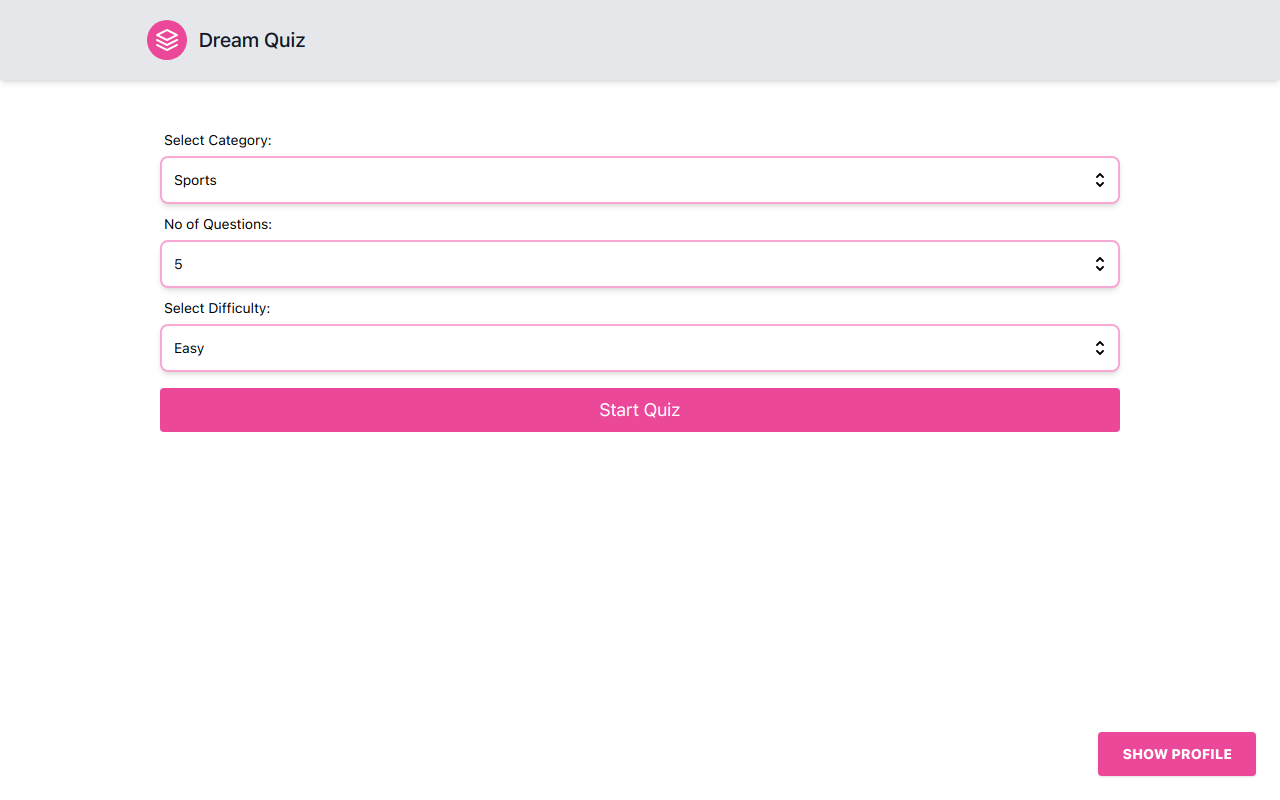 Dream Quiz
Select Category:
Sports
No of Questions:
5
Select Difficulty:
Easy
Start Quiz
SHOW PROFILE